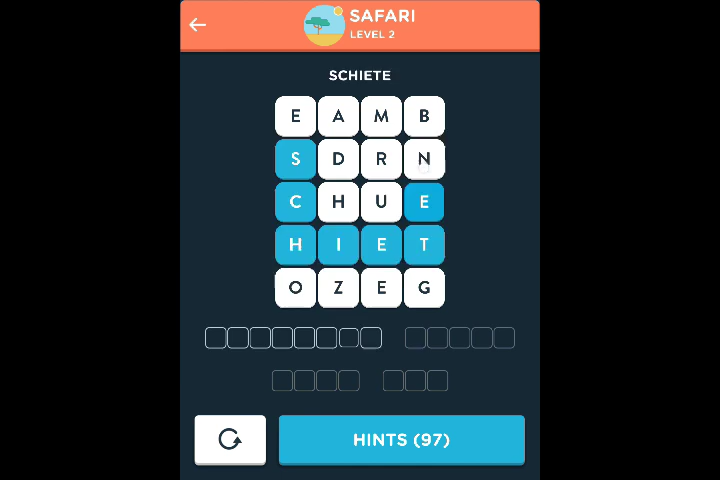 SAFARI
LEVEL 2
SCHIETE
E A M B
S D R N
C H U E
H I E T
O Z E G
HINTS (97)